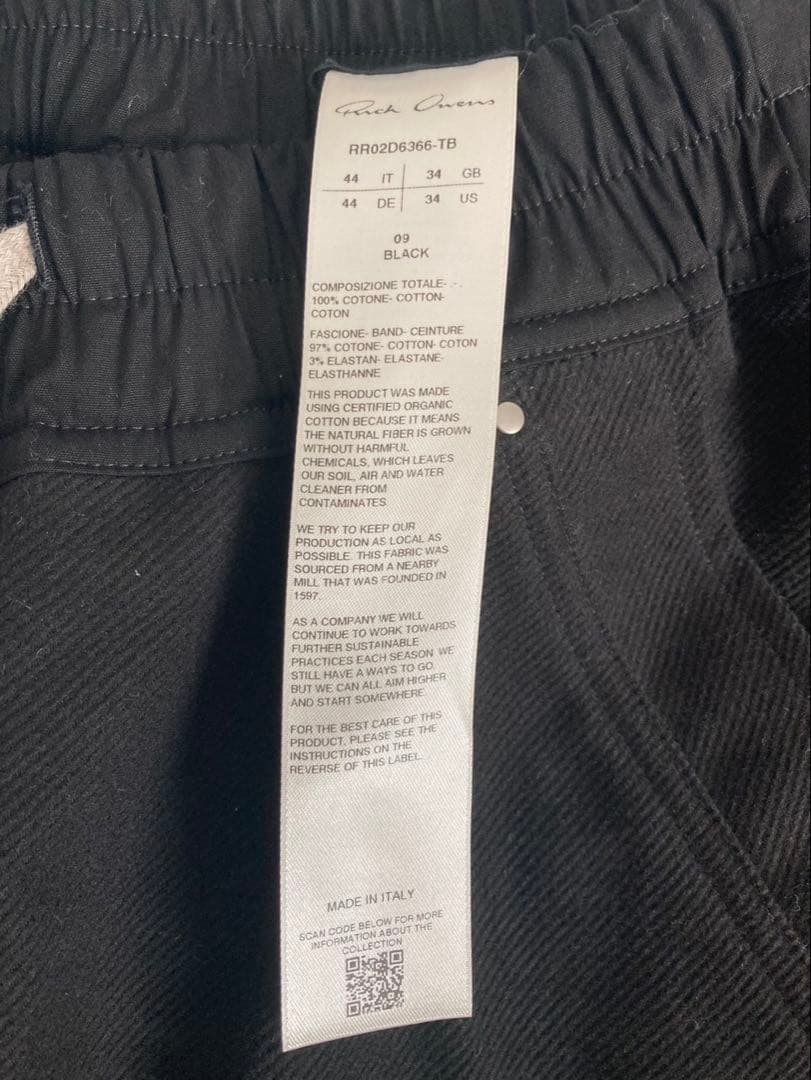 Rick Owens
RR02D6366-TB
44 IT 34 GB
44 DE 34 US
09
BLACK
COMPOSIZIONE TOTALE- -
100% COTONE- COTTON-
COTON
FASCIONE- BAND- CEINTURE
97% COTONE- COTTON- COTON
3% ELASTAN- ELASTANE-
ELASTHANNE
THIS PRODUCT WAS MADE
USING CERTIFIED ORGANIC
COTTON BECAUSE IT MEANS
THE NATURAL FIBER IS GROWN
WITHOUT HARMFUL
CHEMICALS, WHICH LEAVES
OUR SOIL, AIR AND WATER
CLEANER FROM
CONTAMINATES.
WE TRY TO KEEP OUR
PRODUCTION AS LOCAL AS
POSSIBLE. THIS FABRIC WAS
SOURCED FROM A NEARBY
MILL THAT WAS FOUNDED IN
1597.
AS A COMPANY WE WILL
CONTINUE TO WORK TOWARDS
FURTHER SUSTAINABLE
PRACTICES EACH SEASON. WE
STILL HAVE A WAYS TO GO
BUT WE CAN ALL AIM HIGHER
AND START SOMEWHERE.
FOR THE BEST CARE OF THIS
PRODUCT, PLEASE SEE THE
INSTRUCTIONS ON THE
REVERSE OF THIS LABEL.
MADE IN ITALY
SCAN CODE BELOW FOR MORE
INFORMATION ABOUT THE
COLLECTION